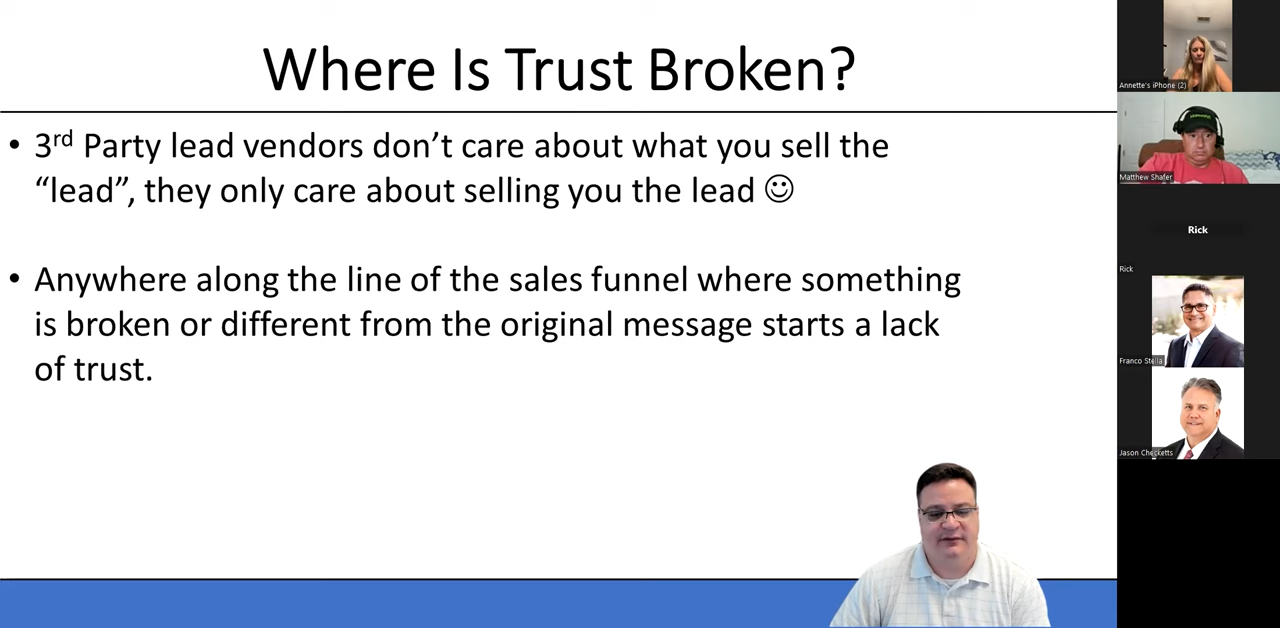 Where Is Trust Broken?
• 3rd Party lead vendors don’t care about what you sell the
“lead”, they only care about selling you the lead ☺
• Anywhere along the line of the sales funnel where something
is broken or different from the original message starts a lack
of trust.
Annette's iPhone (2)
Matthew Shafer
Rick
Rick
Franco Stella
Jason Checketts